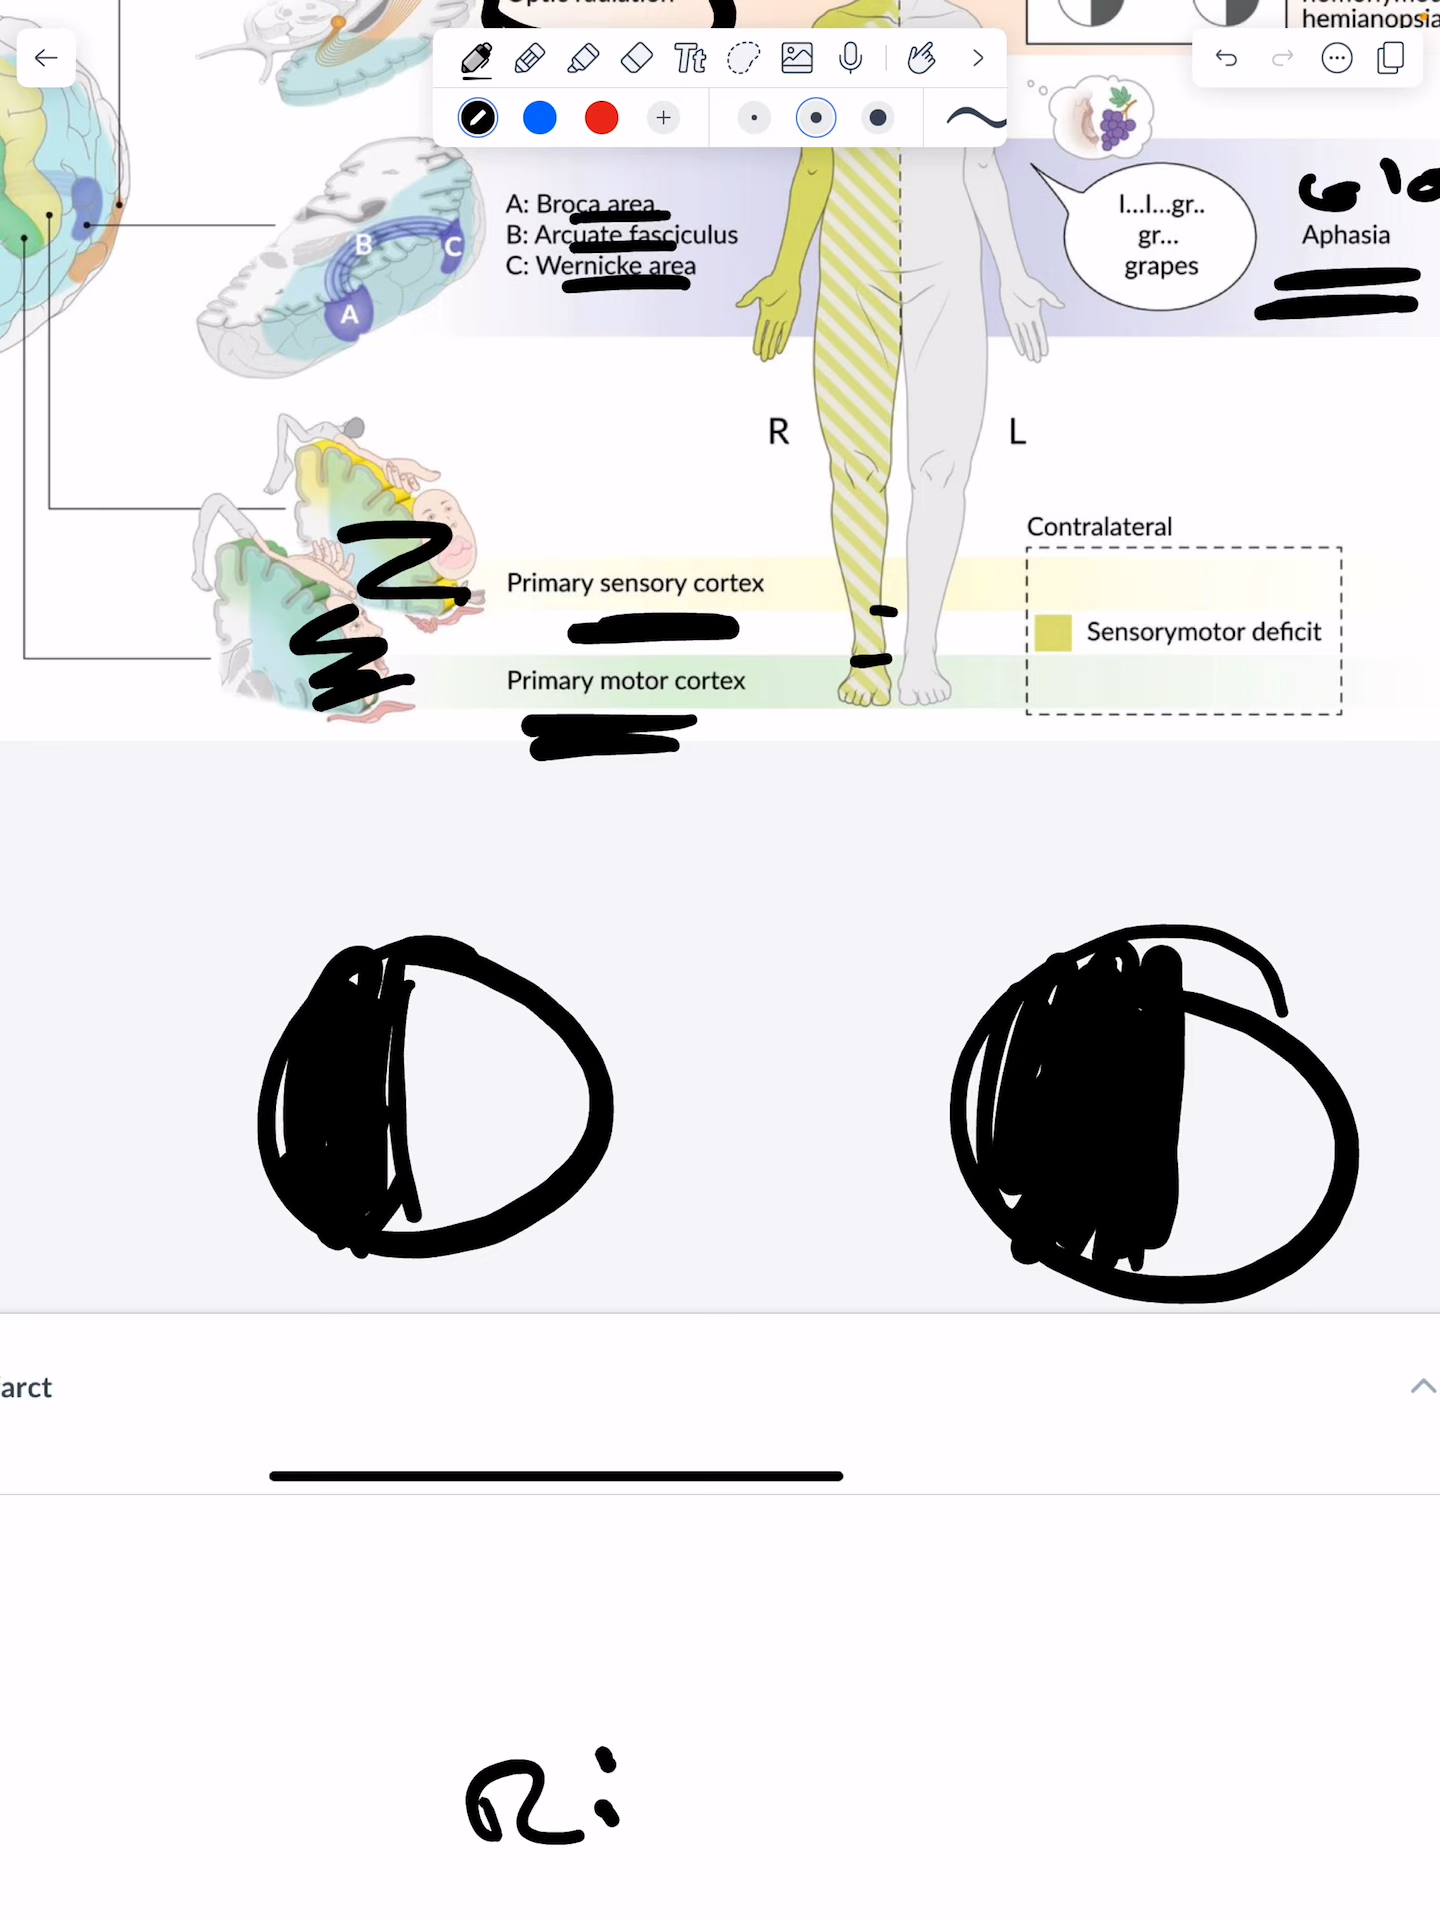 hemianopsia
Tt
A: Broca area
B: Arcuate fasciculus
C: Wernicke area
B
C
A
I...I...gr..
gr...
grapes
Aphasia
R
L
Contralateral
Primary sensory cortex
Sensorymotor deficit
Primary motor cortex
arct
R: